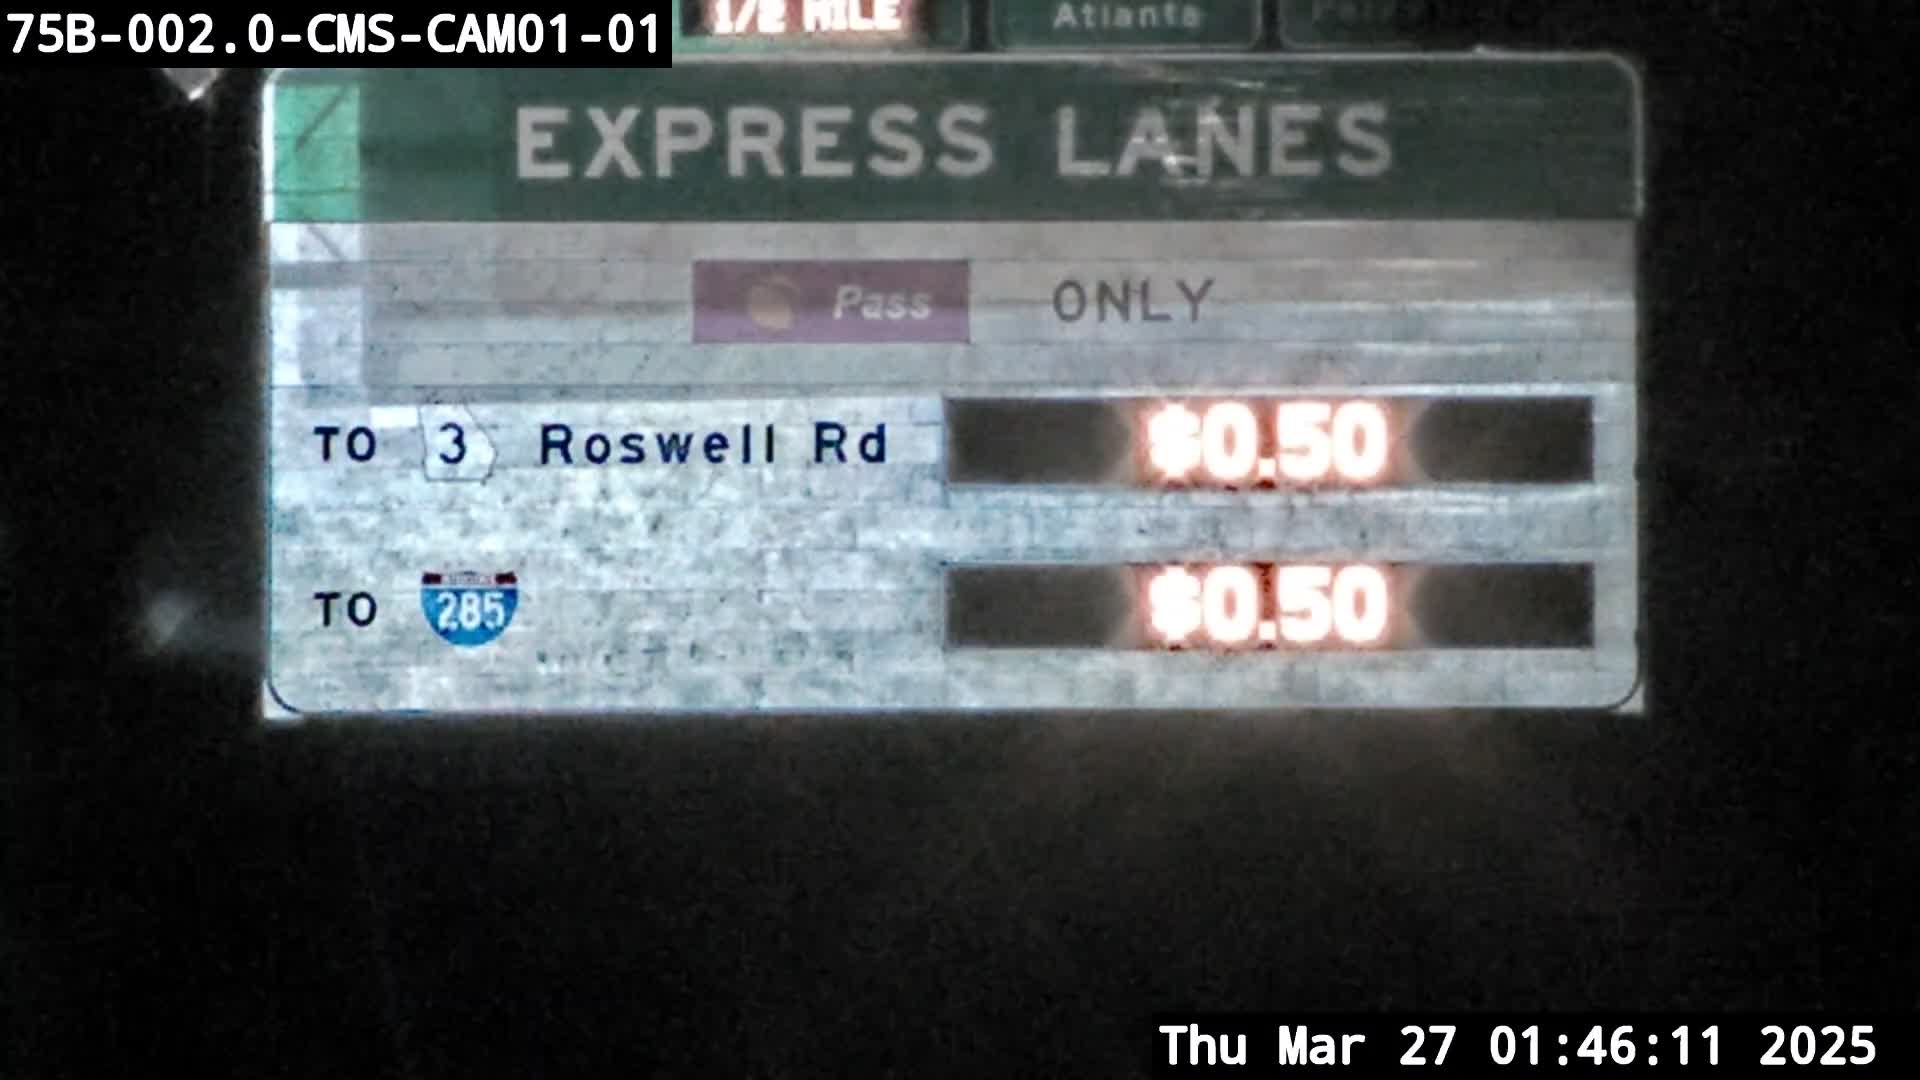 75B-002.0-CMS-CAM01-01
1/2 MILE
Atlanta
EXPRESS LANES
Pass ONLY
TO 3 Roswell Rd $0.50
TO 285 $0.50
Thu Mar 27 01:46:11 2025